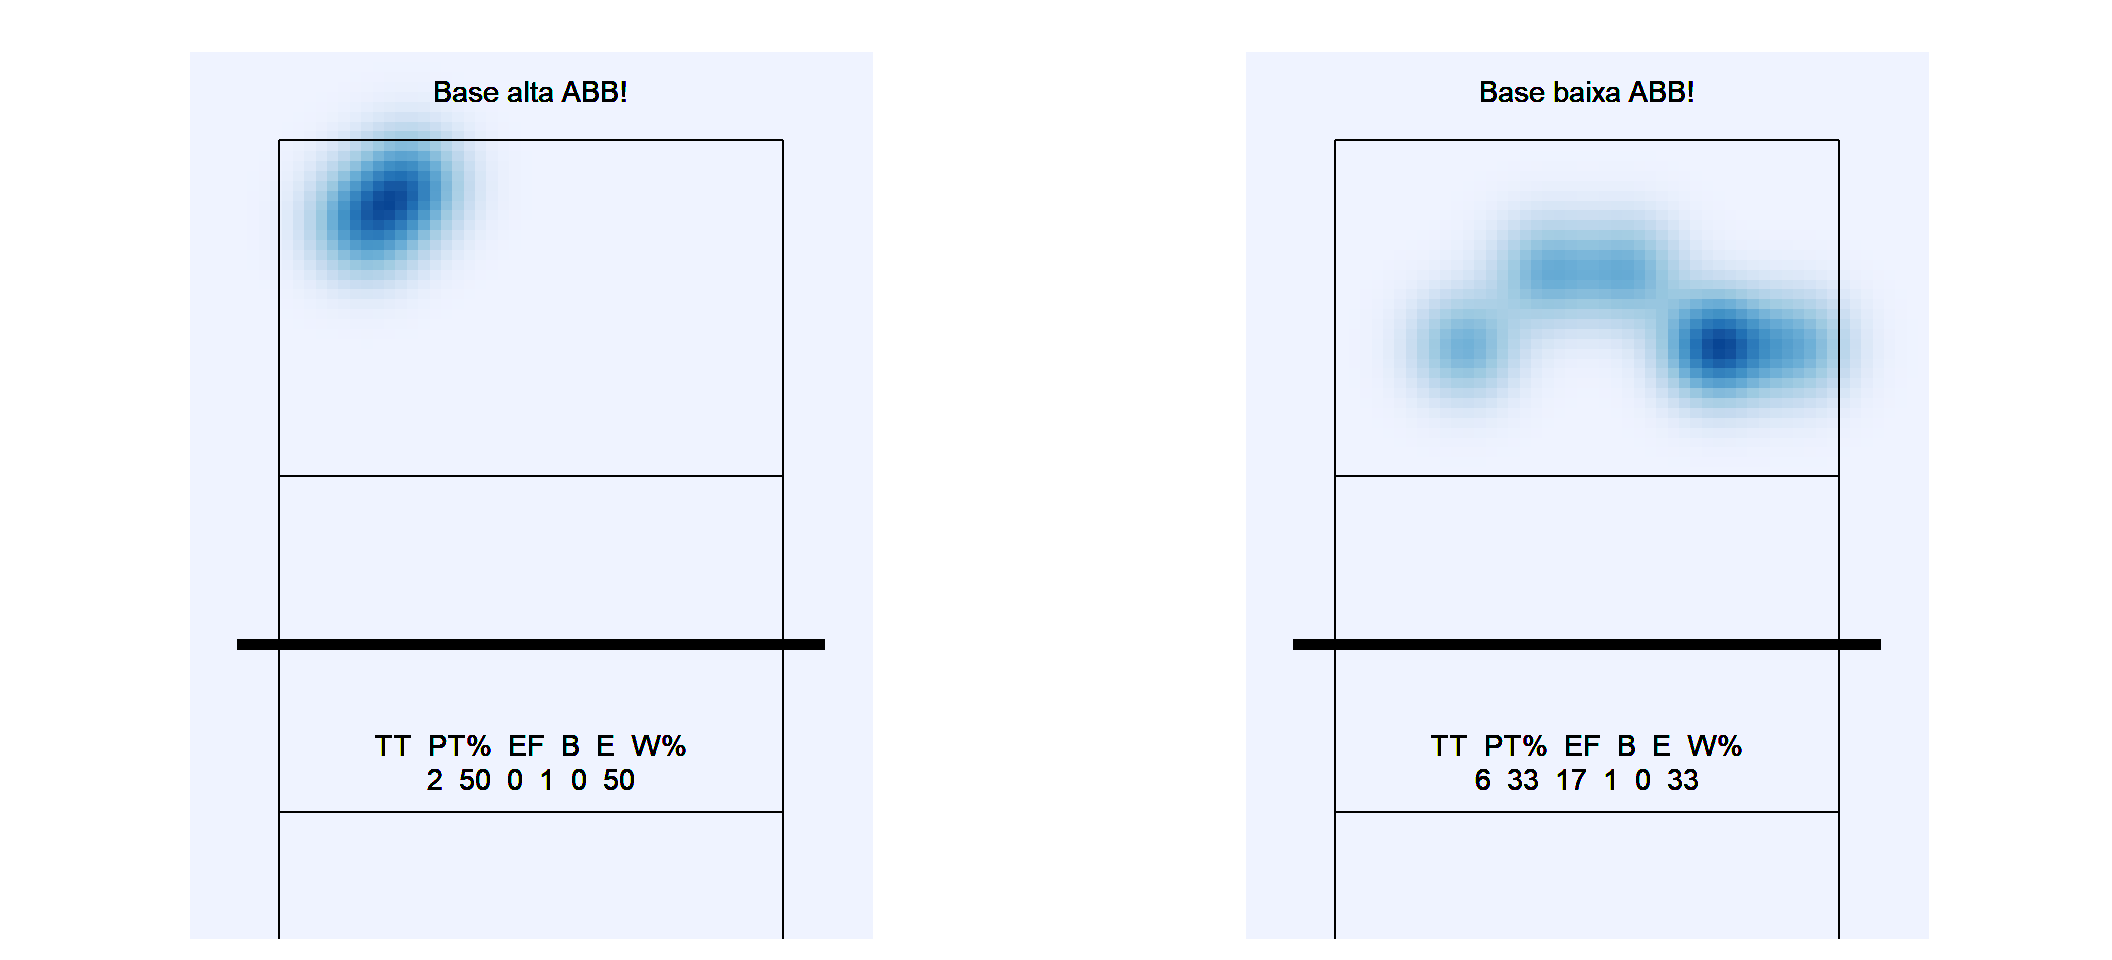 Base alta ABB!
TT PT% EF B E W%
2 50 0 1 0 50
Base baixa ABB!
TT PT% EF B E W%
6 33 17 1 0 33